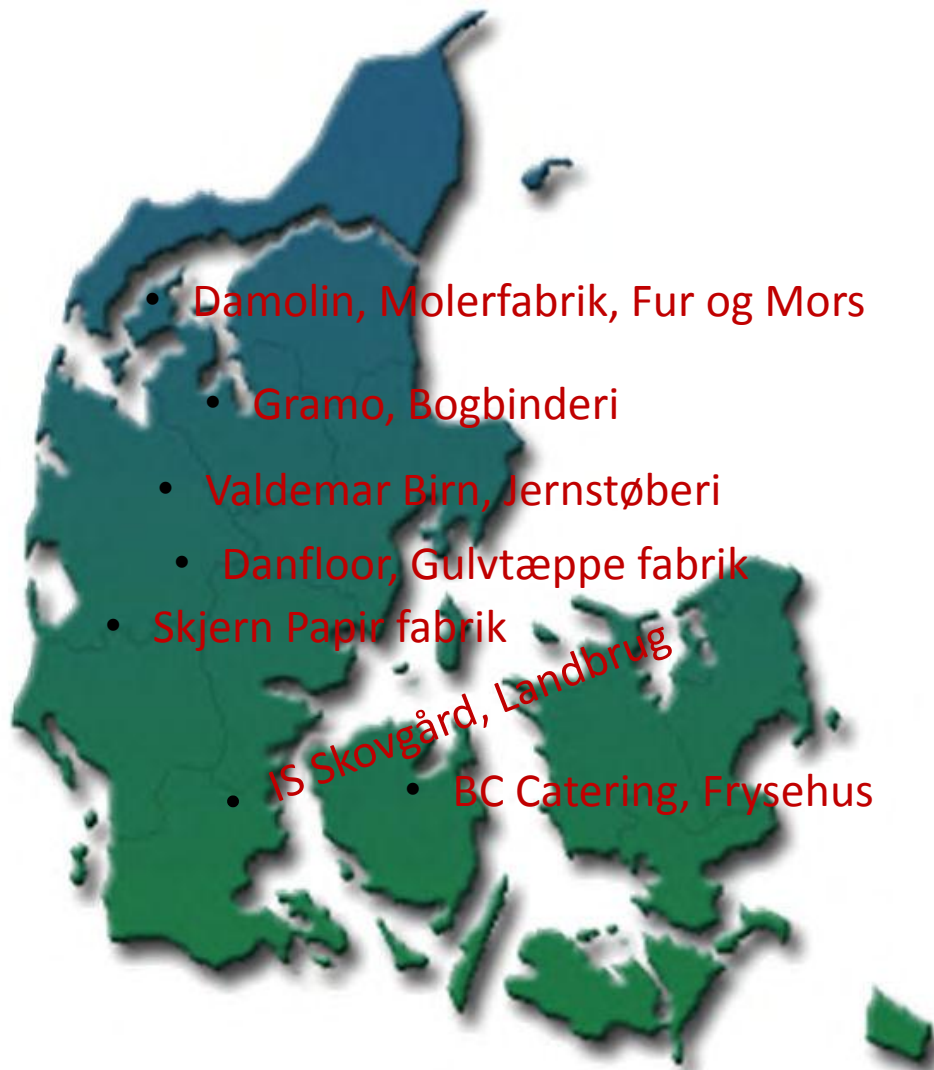 • Damolin, Molerfabrik, Fur og Mors
• Gramo, Bogbinderi
• Valdemar Birn, Jernstøberi
• Danfloor, Gulvtæppe fabrik
• Skjern Papir fabrik
• IS Skovgård, Landbrug
• BC Catering, Frysehus